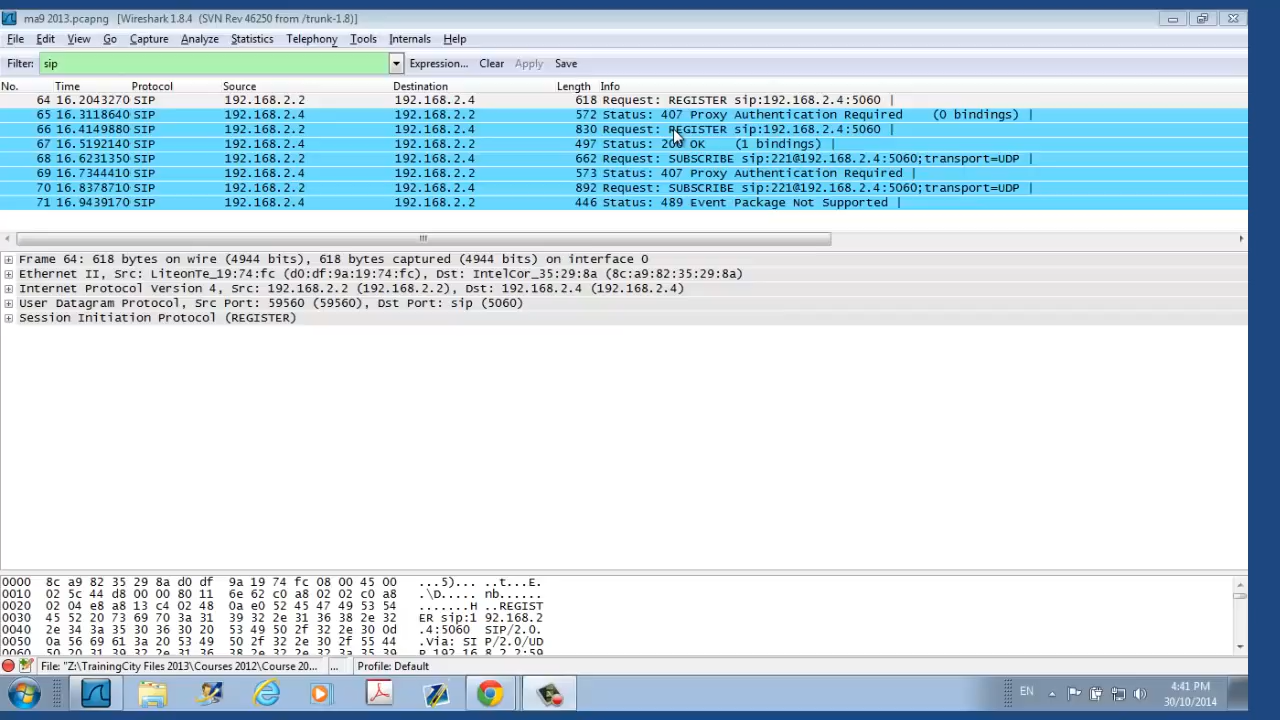 ma9 2013.pcapng [Wireshark 1.8.4 (SVN Rev 46250 from /trunk-1.8)]
File Edit View Go Capture Analyze Statistics Telephony Tools Internals Help
Filter: sip Expression... Clear Apply Save
No. Time Protocol Source Destination Length Info
64 16.2043270 SIP 192.168.2.2 192.168.2.4 618 Request: REGISTER sip:192.168.2.4:5060 |
65 16.3118640 SIP 192.168.2.4 192.168.2.2 572 Status: 407 Proxy Authentication Required (0 bindings) |
66 16.4149880 SIP 192.168.2.2 192.168.2.4 830 Request: REGISTER sip:192.168.2.4:5060 |
67 16.5192140 SIP 192.168.2.4 192.168.2.2 497 Status: 200 OK (1 bindings) |
68 16.6231350 SIP 192.168.2.2 192.168.2.4 662 Request: SUBSCRIBE sip:221@192.168.2.4:5060;transport=UDP |
69 16.7344410 SIP 192.168.2.4 192.168.2.2 573 Status: 407 Proxy Authentication Required |
70 16.8378710 SIP 192.168.2.2 192.168.2.4 892 Request: SUBSCRIBE sip:221@192.168.2.4:5060;transport=UDP |
71 16.9439170 SIP 192.168.2.4 192.168.2.2 446 Status: 489 Event Package Not Supported |
Frame 64: 618 bytes on wire (4944 bits), 618 bytes captured (4944 bits) on interface 0
Ethernet II, Src: LiteonTe_19:74:fc (d0:df:9a:19:74:fc), Dst: IntelCor_35:29:8a (8c:a9:82:35:29:8a)
Internet Protocol Version 4, Src: 192.168.2.2 (192.168.2.2), Dst: 192.168.2.4 (192.168.2.4)
User Datagram Protocol, Src Port: 59560 (59560), Dst Port: sip (5060)
Session Initiation Protocol (REGISTER)
0000 8c a9 82 35 29 8a d0 df 9a 19 74 fc 08 00 45 00 ...5)... ..t...E.
0010 02 5c 44 d8 00 00 80 11 6e 62 c0 a8 02 02 c0 a8 .\D..... nb......
0020 02 04 e8 a8 13 c4 02 48 0a e0 52 45 47 49 53 54 .......H ..REGIST
0030 45 52 20 73 69 70 3a 31 39 32 2e 31 36 38 2e 32 ER sip:1 92.168.2
0040 2e 34 3a 35 30 36 30 20 53 49 50 2f 32 2e 30 0d .4:5060 SIP/2.0.
0050 0a 56 69 61 3a 20 53 49 50 2f 32 2e 30 2f 55 44 .Via: SI P/2.0/UD
File: "Z:\TrainingCity Files 2013\Courses 2012\Course 20... ... Profile: Default
EN 4:41 PM
30/10/2014